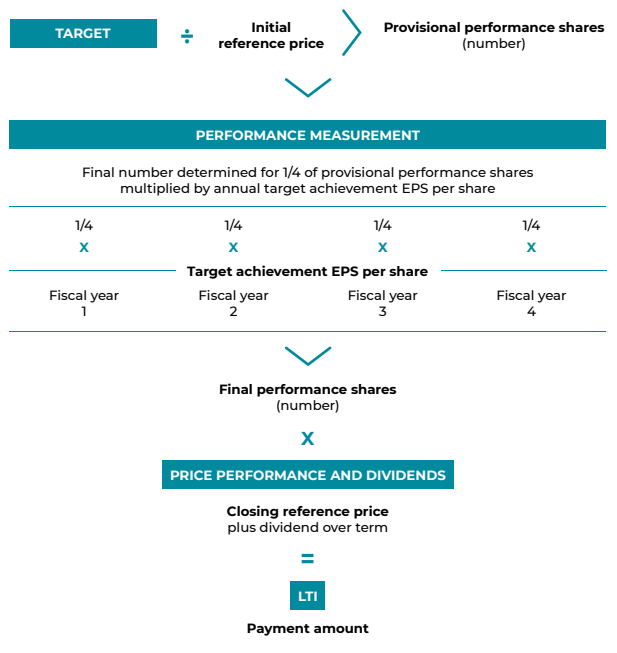 TARGET ÷ Initial reference price Provisional performance shares (number)
PERFORMANCE MEASUREMENT
Final number determined for 1/4 of provisional performance shares
multiplied by annual target achievement EPS per share
1/4 1/4 1/4 1/4
X X X X
Target achievement EPS per share
Fiscal year Fiscal year Fiscal year Fiscal year
1 2 3 4
Final performance shares
(number)
X
PRICE PERFORMANCE AND DIVIDENDS
Closing reference price
plus dividend over term
=
LTI
Payment amount